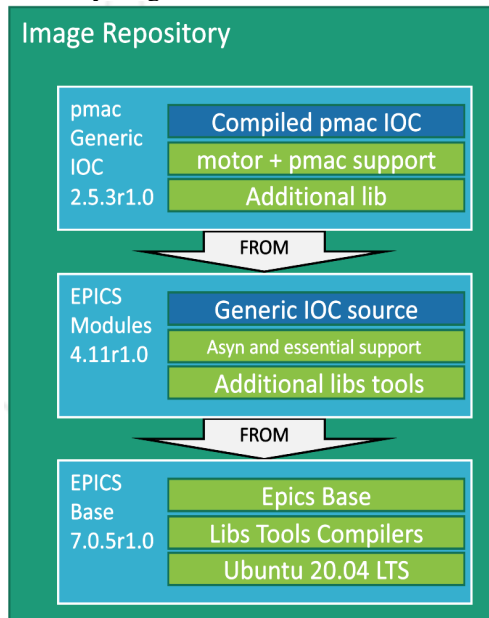 Image Repository
pmac
Generic
IOC
2.5.3r1.0
Compiled pmac IOC
motor + pmac support
Additional lib
FROM
EPICS
Modules
4.11r1.0
Generic IOC source
Asyn and essential support
Additional libs tools
FROM
EPICS
Base
7.0.5r1.0
Epics Base
Libs Tools Compilers
Ubuntu 20.04 LTS